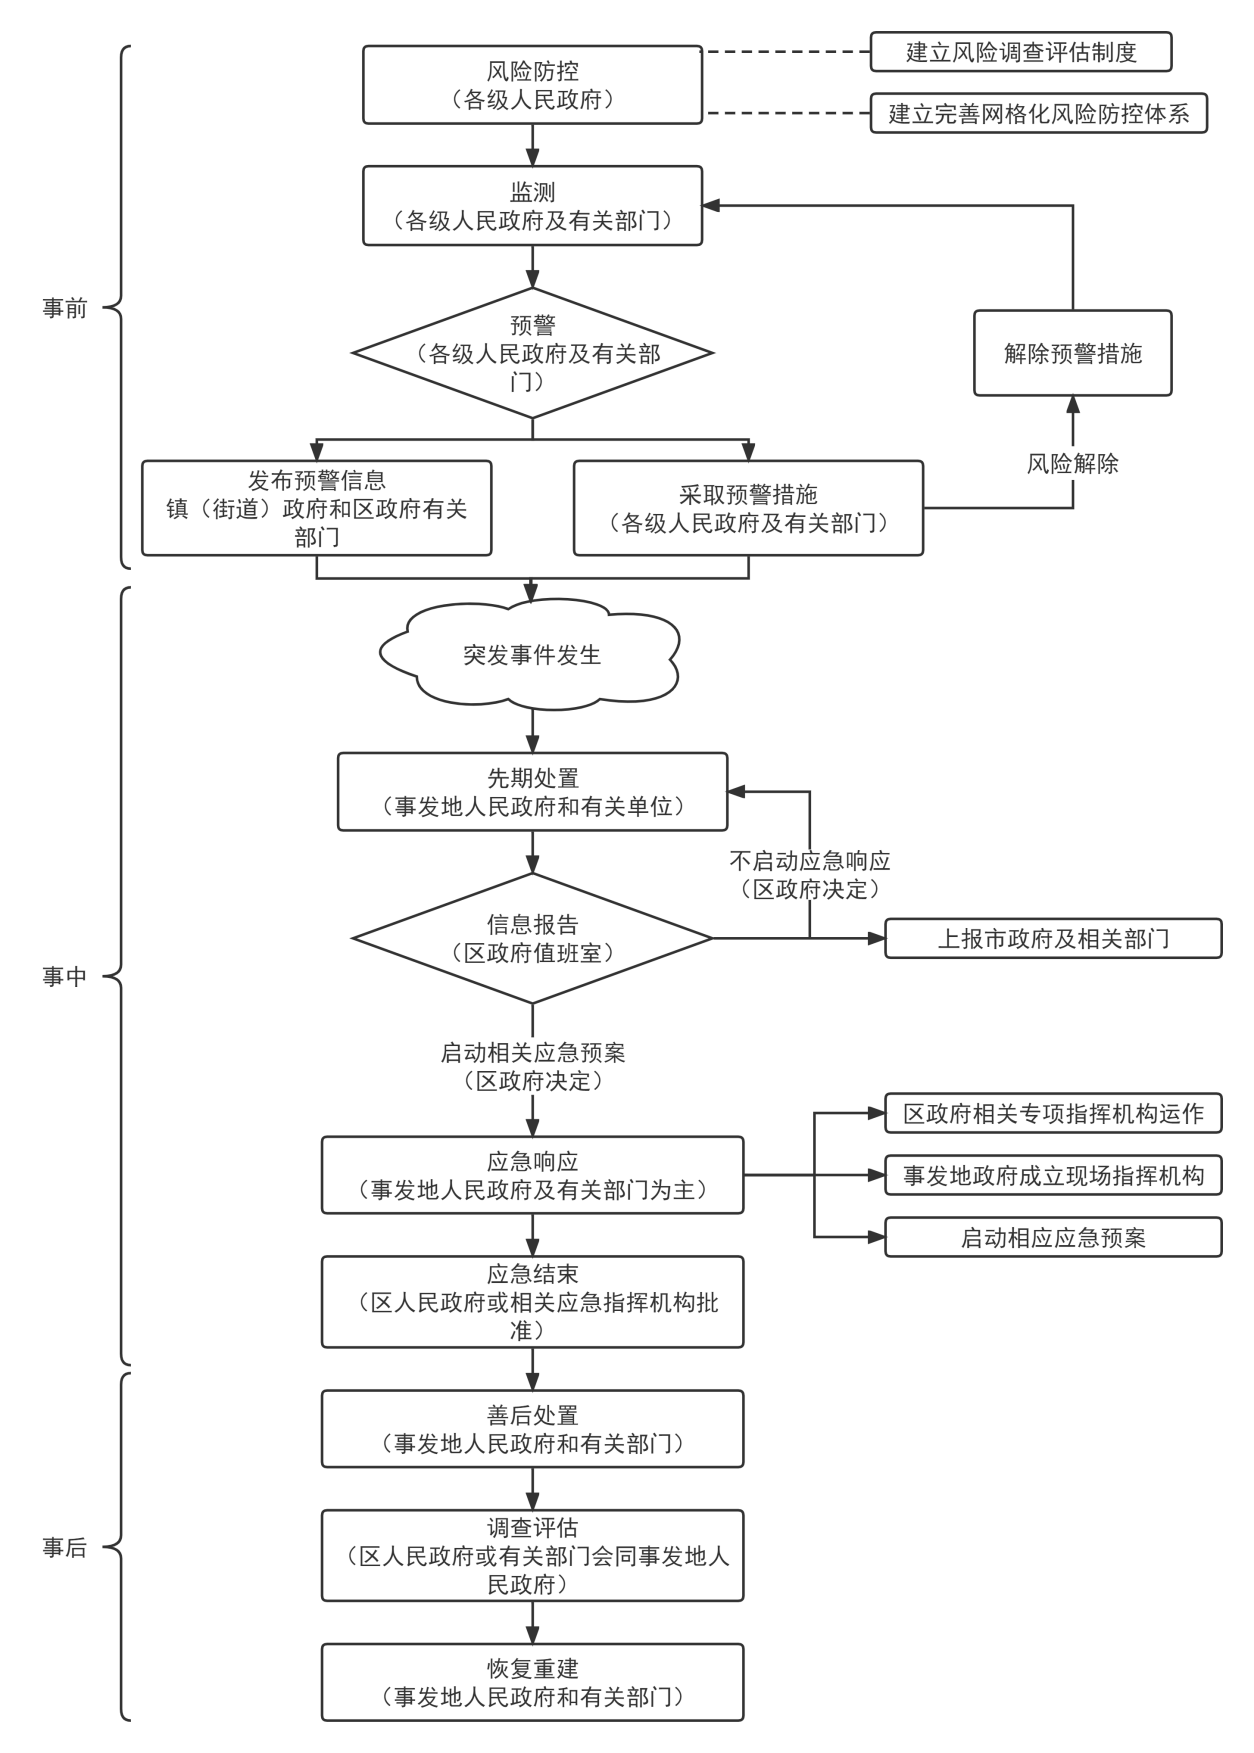 事前
风险防控
（各级人民政府）
建立风险调查评估制度
建立完善网格化风险防控体系
监测
（各级人民政府及有关部门）
预警
（各级人民政府及有关部
门）
解除预警措施
风险解除
发布预警信息
镇（街道）政府和区政府有关
部门
采取预警措施
（各级人民政府及有关部门）
事中
突发事件发生
先期处置
（事发地人民政府和有关单位）
不启动应急响应
（区政府决定）
信息报告
（区政府值班室）
上报市政府及相关部门
启动相关应急预案
（区政府决定）
应急响应
（事发地人民政府及有关部门为主）
区政府相关专项指挥机构运作
事发地政府成立现场指挥机构
启动相应应急预案
应急结束
（区人民政府或相关应急指挥机构批
准）
事后
善后处置
（事发地人民政府和有关部门）
调查评估
（区人民政府或有关部门会同事发地人
民政府）
恢复重建
（事发地人民政府和有关部门）